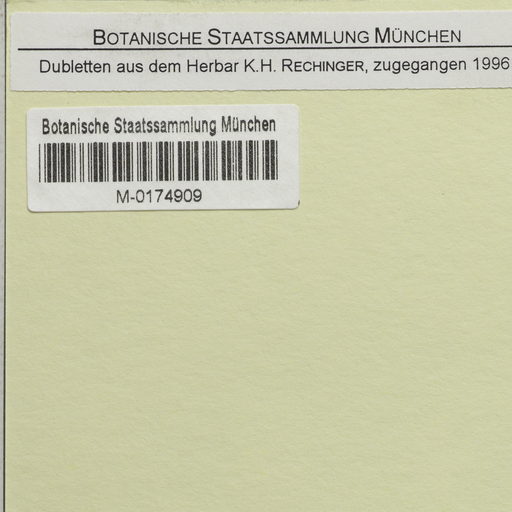 BOTANISCHE STAATSSAMMLUNG MÜNCHEN
Dubletten aus dem Herbar K.H. RECHINGER, zugegangen 1996
Botanische Staatssammlung München
M-0174909